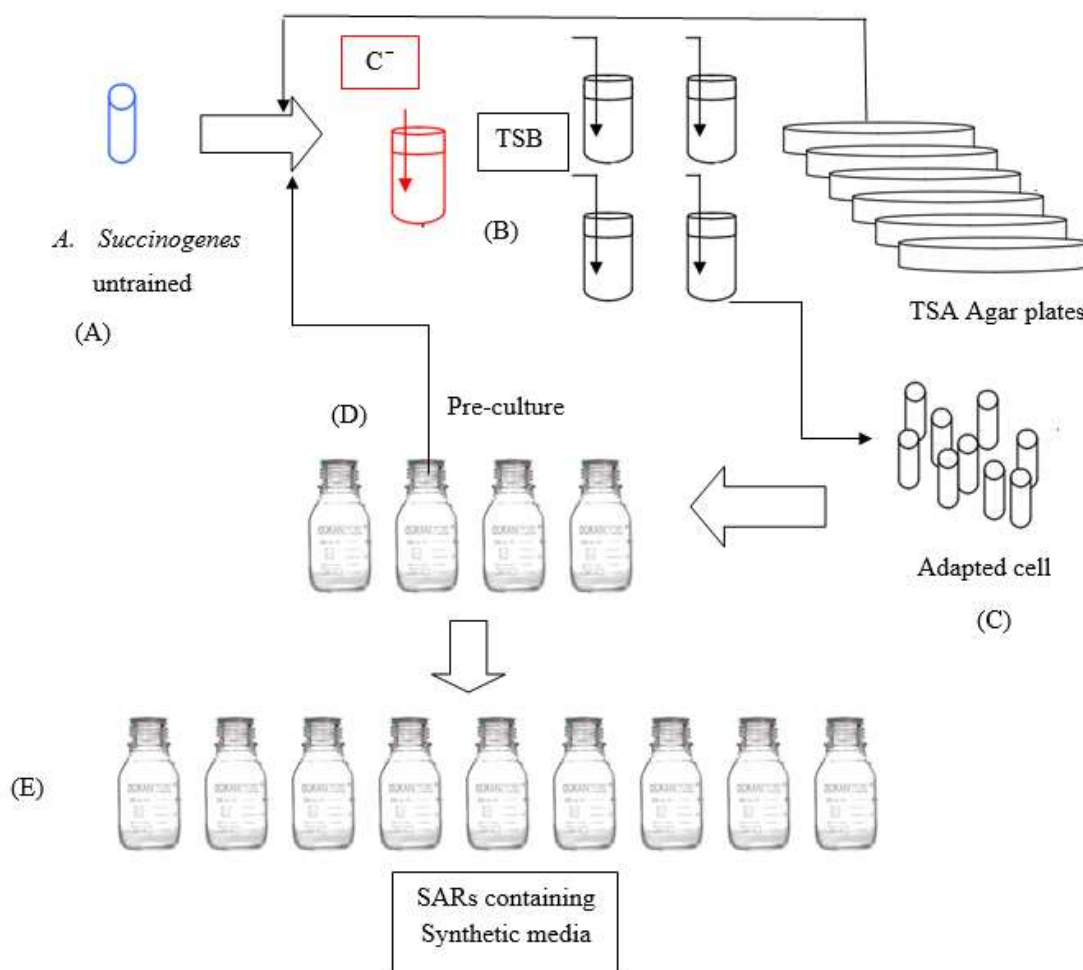 C⁻
TSB
(B)
A. Succinogenes
untrained
(A)
TSA Agar plates
(D)
Pre-culture
Adapted cell
(C)
(E)
SARs containing
Synthetic media